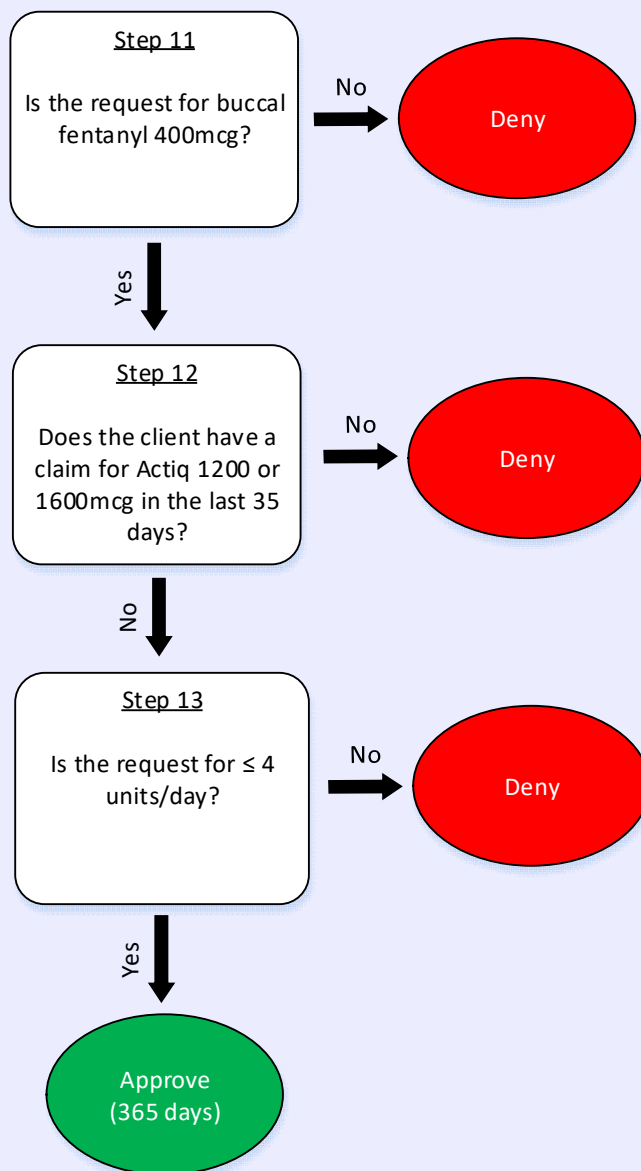 Step 11
Is the request for buccal
fentanyl 400mcg?
No
Deny
Yes
Step 12
Does the client have a
claim for Actiq 1200 or
1600mcg in the last 35
days?
No
Deny
No
Step 13
Is the request for ≤ 4
units/day?
No
Deny
Yes
Approve
(365 days)